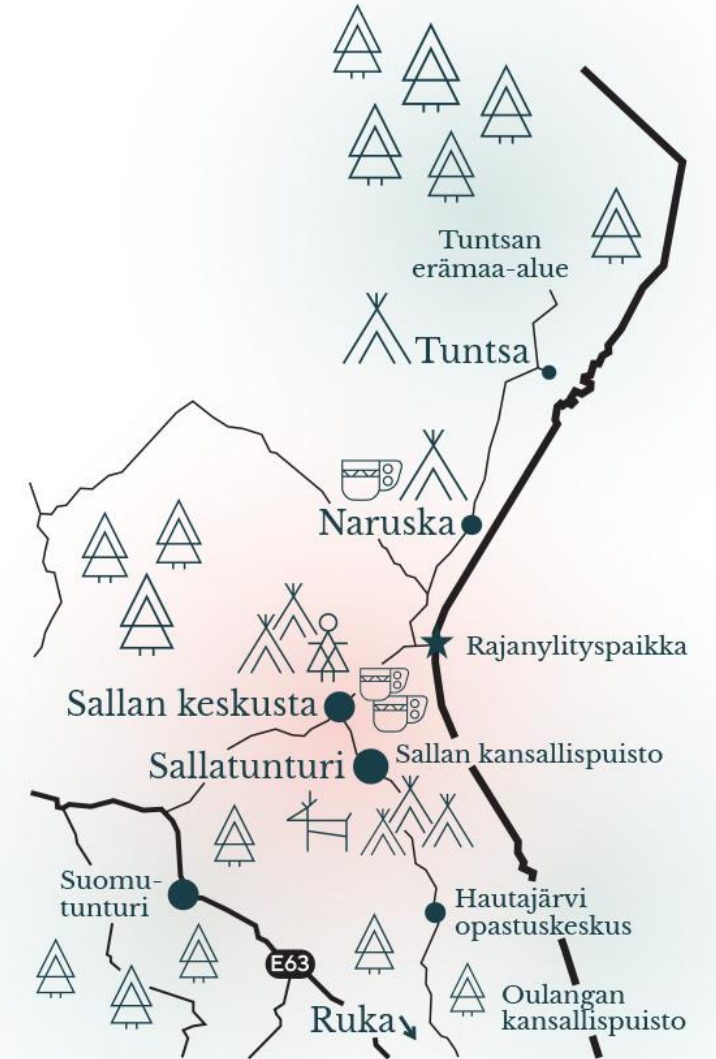 Tuntsan
erämaa-alue
Tuntsa
Naruska
Rajanylityspaikka
Sallan keskusta
Sallan kansallispuisto
Sallatunturi
Suomu-
tunturi
Hautajärvi
opastuskeskus
E63
Oulangan
kansallispuisto
Ruka